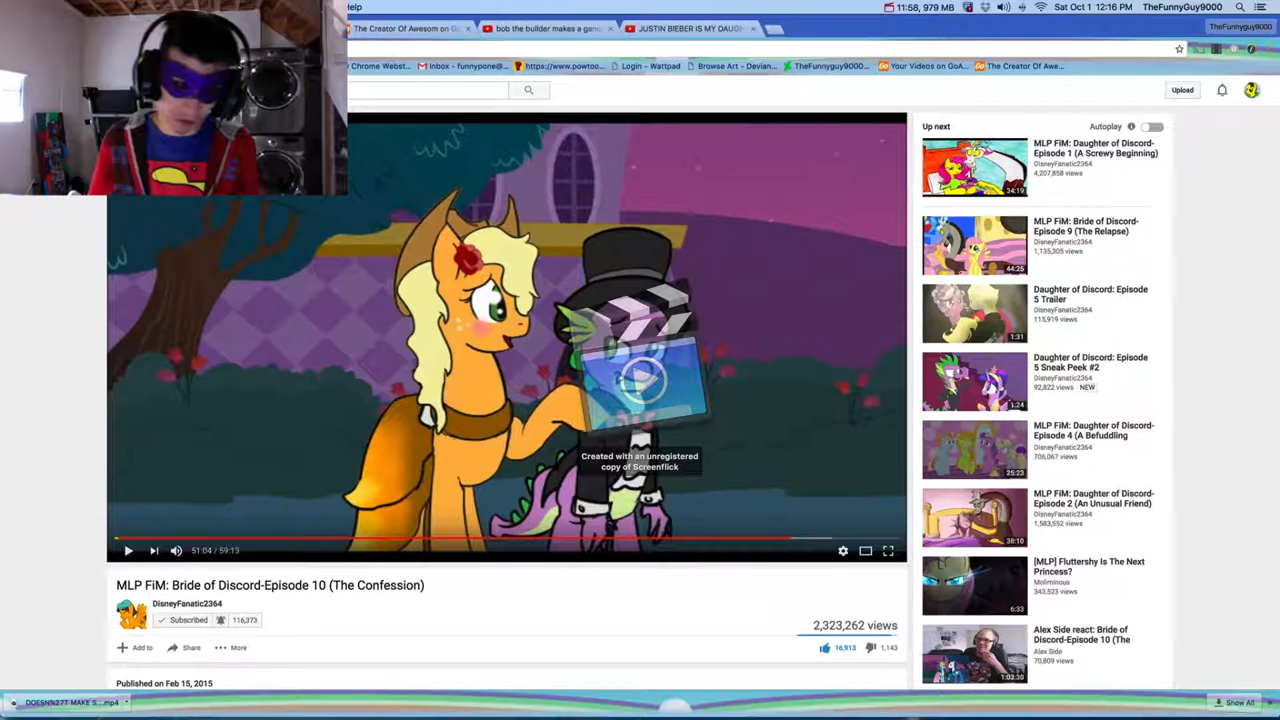 Help
11:58, 979 MB
Sat Oct 1 12:16 PM
TheFunnyGuy9000
The Creator Of Awesom on G
bob the builder makes a gang
JUSTIN BIEBER IS MY DAUGH
TheFunnyguy9000
Chrome Webst...
Inbox - funnypone@...
https://www.powtoo...
Login - Wattpad
Browse Art - Devian...
TheFunnyguy9000...
Your Videos on GoA...
The Creator Of Awe...
Upload
Up next
Autoplay
MLP FiM: Daughter of Discord-
Episode 1 (A Screwy Beginning)
DisneyFanatic2364
4,207,858 views
34:19
MLP FiM: Bride of Discord-
Episode 9 (The Relapse)
DisneyFanatic2364
1,135,305 views
44:25
Daughter of Discord: Episode
5 Trailer
DisneyFanatic2364
115,919 views
1:31
Daughter of Discord: Episode
5 Sneak Peek #2
DisneyFanatic2364
92,822 views NEW
1:24
MLP FiM: Daughter of Discord-
Episode 4 (A Befuddling
DisneyFanatic2364
706,067 views
25:23
MLP FiM: Daughter of Discord-
Episode 2 (An Unusual Friend)
DisneyFanatic2364
1,583,552 views
38:10
[MLP] Fluttershy Is The Next
Princess?
Moliminous
343,523 views
6:33
Alex Side react: Bride of
Discord-Episode 10 (The
Alex Side
70,809 views
1:03:30
Created with an unregistered
copy of Screenflick
51:04 / 59:13
MLP FiM: Bride of Discord-Episode 10 (The Confession)
DisneyFanatic2364
Subscribed 116,373
2,323,262 views
Add to Share More
16,913 1,143
Published on Feb 15, 2015
DOESN%27T MAKE S....mp4
Show All